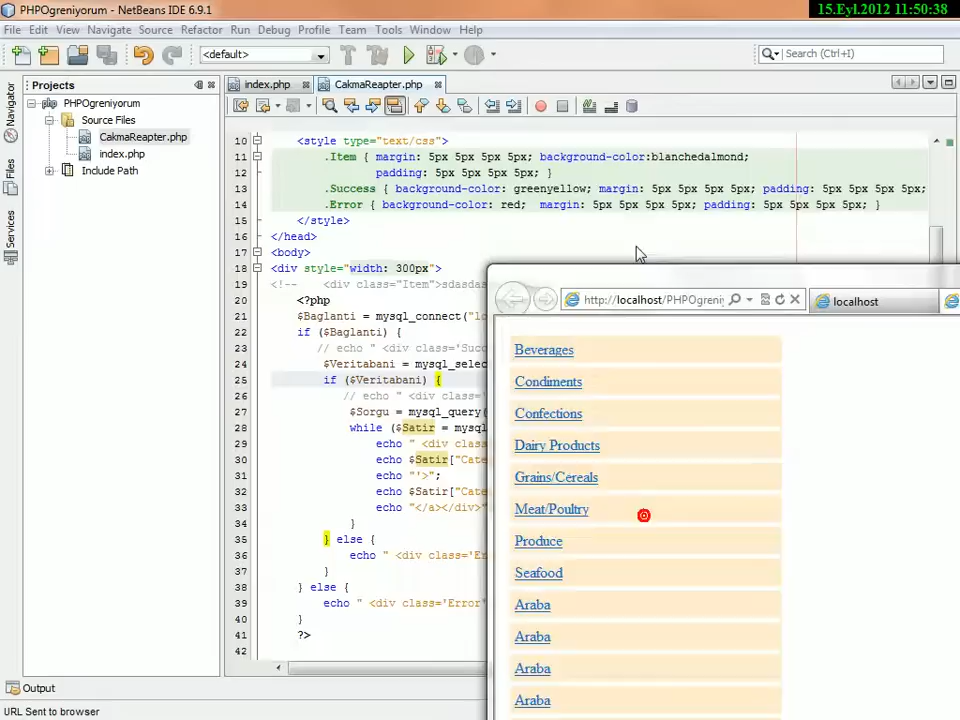 PHPOgreniyorum - NetBeans IDE 6.9.1
15.Eyl.2012 11:50:38
File Edit View Navigate Source Refactor Run Debug Profile Team Tools Window Help
<default>
Search (Ctrl+I)
Projects
index.php
CakmaReapter.php
Navigator
Files
Services
PHPOgreniyorum
Source Files
CakmaReapter.php
index.php
Include Path
10 <style type="text/css">
11 .Item { margin: 5px 5px 5px 5px; background-color:blanchedalmond;
12 padding: 5px 5px 5px 5px; }
13 .Success { background-color: greenyellow; margin: 5px 5px 5px 5px; padding: 5px 5px 5px 5px;
14 .Error { background-color: red;  margin: 5px 5px 5px 5px; padding: 5px 5px 5px 5px; }
15 </style>
16 </head>
17 <body>
18 <div style="width: 300px">
19 <!-- <div class="Item">sdasdas
20 <?php
21 $Baglanti = mysql_connect("lo
22 if ($Baglanti) {
23 // echo " <div class='Suc
24 $Veritabani = mysql_selec
25 if ($Veritabani) {
26 // echo " <div class='
27 $Sorgu = mysql_query(
28 while ($Satir = mysql
29 echo " <div class
30 echo $Satir["Cate
31 echo "'>";
32 echo $Satir["Cate
33 echo "</a></div>"
34 }
35 } else {
36 echo " <div class='Er
37 }
38 } else {
39 echo " <div class='Error'
40 }
41 ?>
42
http://localhost/PHPOgreniy
localhost
Beverages
Condiments
Confections
Dairy Products
Grains/Cereals
Meat/Poultry
Produce
Seafood
Araba
Araba
Araba
Araba
Output
URL Sent to browser